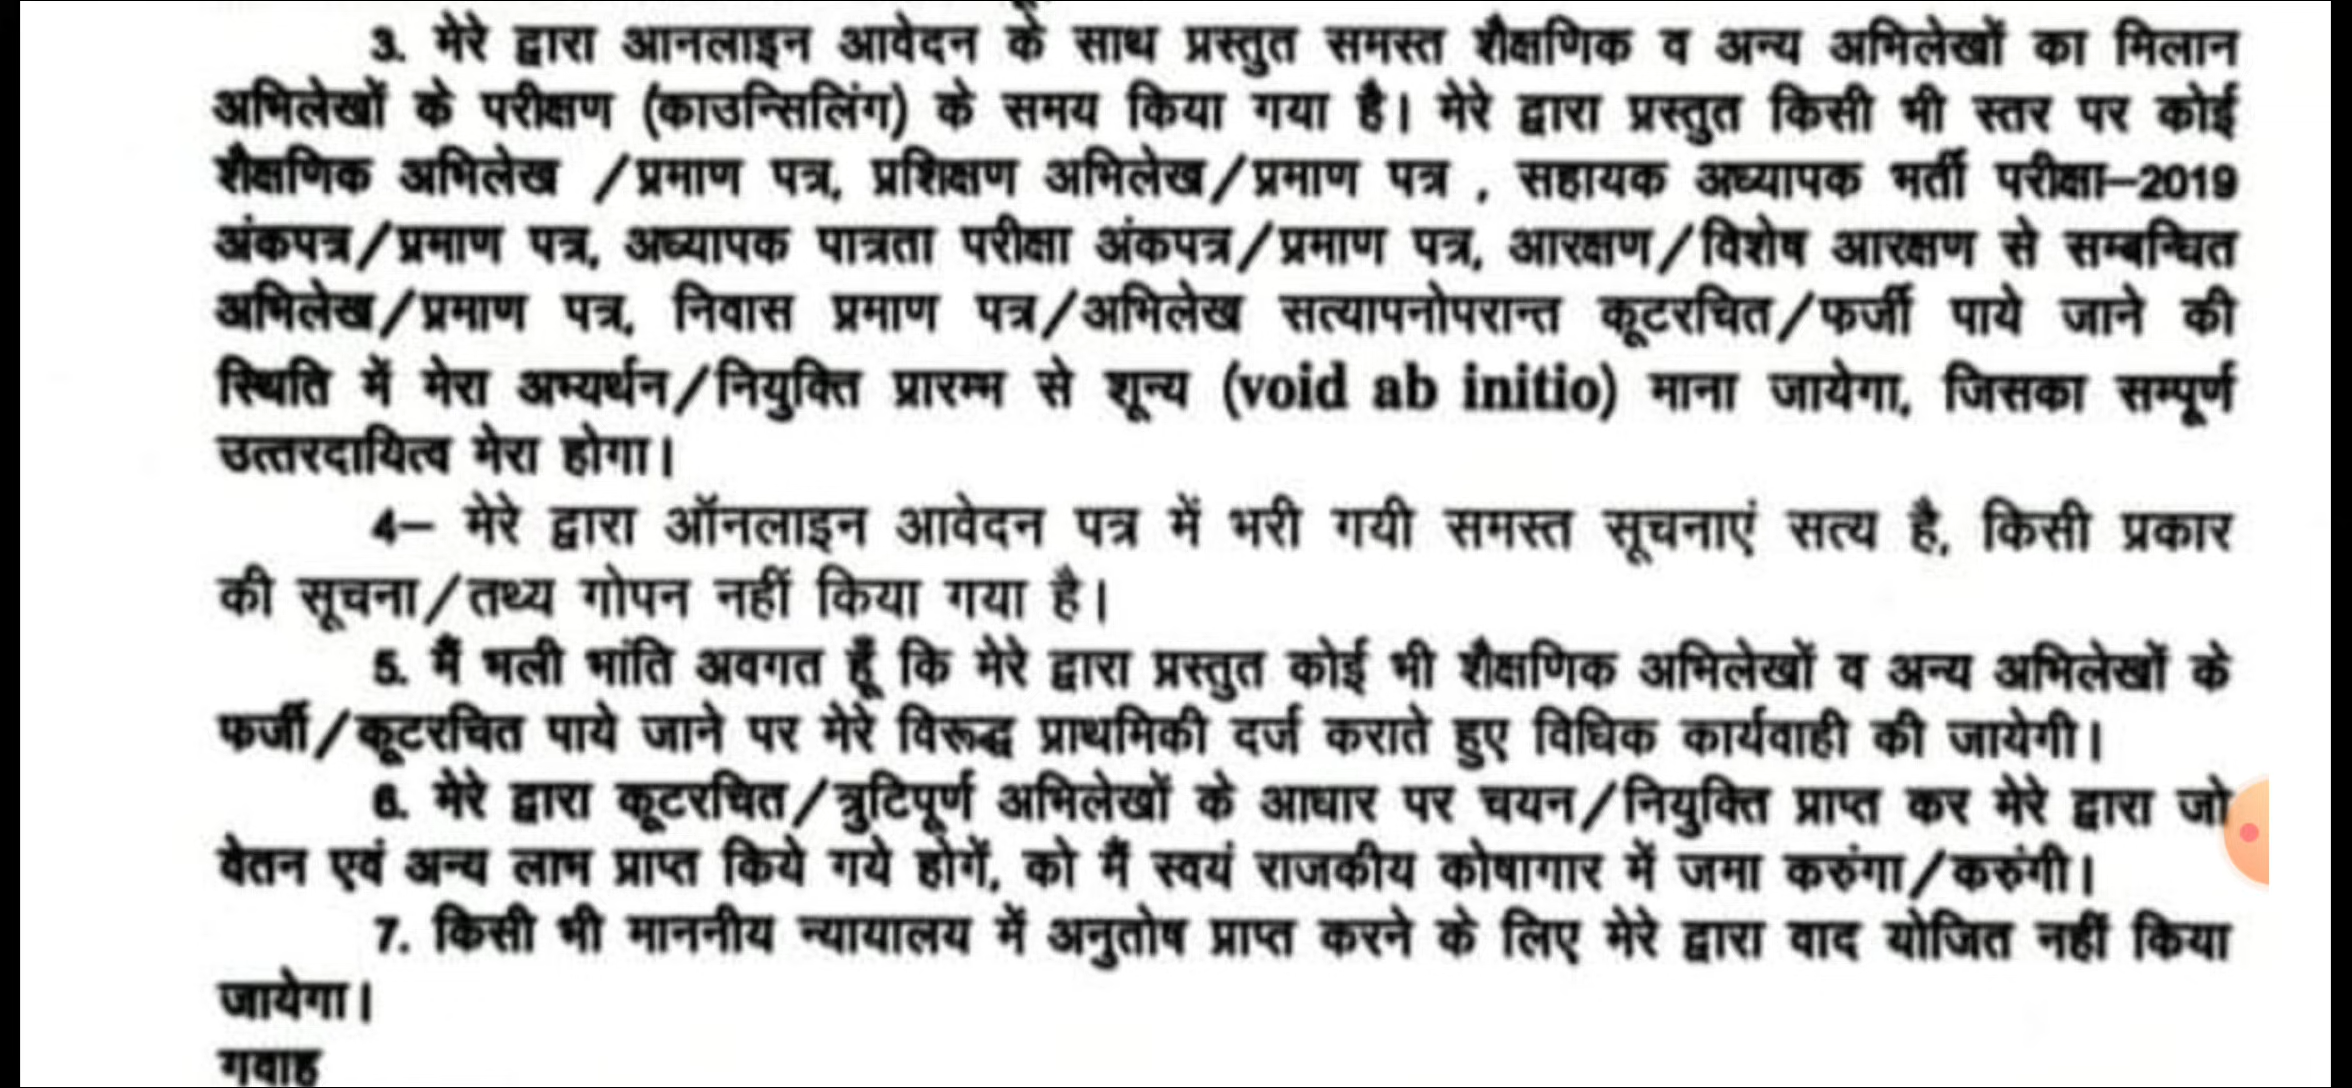 3. मेरे द्वारा आनलाइन आवेदन के साथ प्रस्तुत समस्त शैक्षणिक व अन्य अभिलेखों का मिलान
अभिलेखों के परीक्षण (काउन्सिलिंग) के समय किया गया है। मेरे द्वारा प्रस्तुत किसी भी स्तर पर कोई
शैक्षणिक अभिलेख /प्रमाण पत्र, प्रशिक्षण अभिलेख/प्रमाण पत्र , सहायक अध्यापक भर्ती परीक्षा–2019
अंकपत्र/प्रमाण पत्र, अध्यापक पात्रता परीक्षा अंकपत्र/प्रमाण पत्र, आरक्षण/विशेष आरक्षण से सम्बन्धित
अभिलेख/प्रमाण पत्र, निवास प्रमाण पत्र/अभिलेख सत्यापनोपरान्त कूटरचित/फर्जी पाये जाने की
स्थिति में मेरा अभ्यर्थन/नियुक्ति प्रारम्भ से शून्य (void ab initio) माना जायेगा, जिसका सम्पूर्ण
उत्तरदायित्व मेरा होगा।
4– मेरे द्वारा ऑनलाइन आवेदन पत्र में भरी गयी समस्त सूचनाएं सत्य है, किसी प्रकार
की सूचना/तथ्य गोपन नहीं किया गया है।
5. मैं भली भांति अवगत हूँ कि मेरे द्वारा प्रस्तुत कोई भी शैक्षणिक अभिलेखों व अन्य अभिलेखों के
फर्जी/कूटरचित पाये जाने पर मेरे विरूद्ध प्राथमिकी दर्ज कराते हुए विधिक कार्यवाही की जायेगी।
6. मेरे द्वारा कूटरचित/त्रुटिपूर्ण अभिलेखों के आधार पर चयन/नियुक्ति प्राप्त कर मेरे द्वारा जो
वेतन एवं अन्य लाभ प्राप्त किये गये होगें, को मैं स्वयं राजकीय कोषागार में जमा करुंगा/करुंगी।
7. किसी भी माननीय न्यायालय में अनुतोष प्राप्त करने के लिए मेरे द्वारा वाद योजित नहीं किया
जायेगा।
गवाह